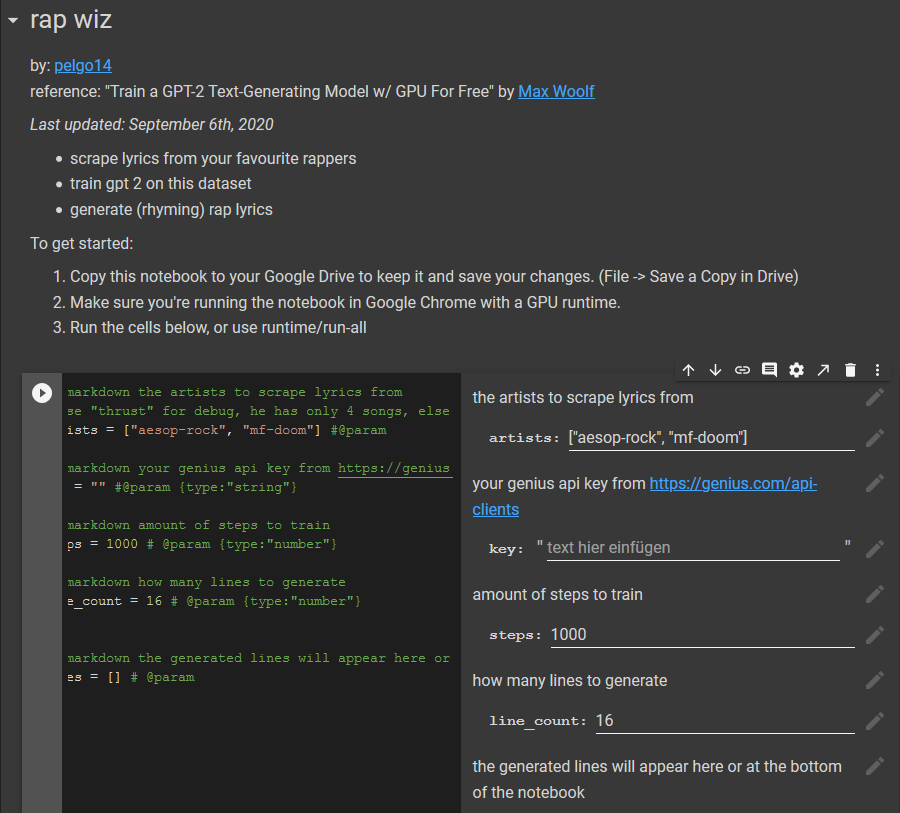 rap wiz
by: pelgo14
reference: "Train a GPT-2 Text-Generating Model w/ GPU For Free" by Max Woolf
Last updated: September 6th, 2020
• scrape lyrics from your favourite rappers
• train gpt 2 on this dataset
• generate (rhyming) rap lyrics
To get started:
1. Copy this notebook to your Google Drive to keep it and save your changes. (File -> Save a Copy in Drive)
2. Make sure you're running the notebook in Google Chrome with a GPU runtime.
3. Run the cells below, or use runtime/run-all
markdown the artists to scrape lyrics from
se "thrust" for debug, he has only 4 songs, else
ists = ["aesop-rock", "mf-doom"] #@param
markdown your genius api key from https://genius
= "" #@param {type:"string"}
markdown amount of steps to train
ps = 1000 # @param {type:"number"}
markdown how many lines to generate
e_count = 16 # @param {type:"number"}
markdown the generated lines will appear here or
es = [] # @param
the artists to scrape lyrics from
artists: ["aesop-rock", "mf-doom"]
your genius api key from https://genius.com/api-
clients
key: " text hier einfügen "
amount of steps to train
steps: 1000
how many lines to generate
line_count: 16
the generated lines will appear here or at the bottom
of the notebook